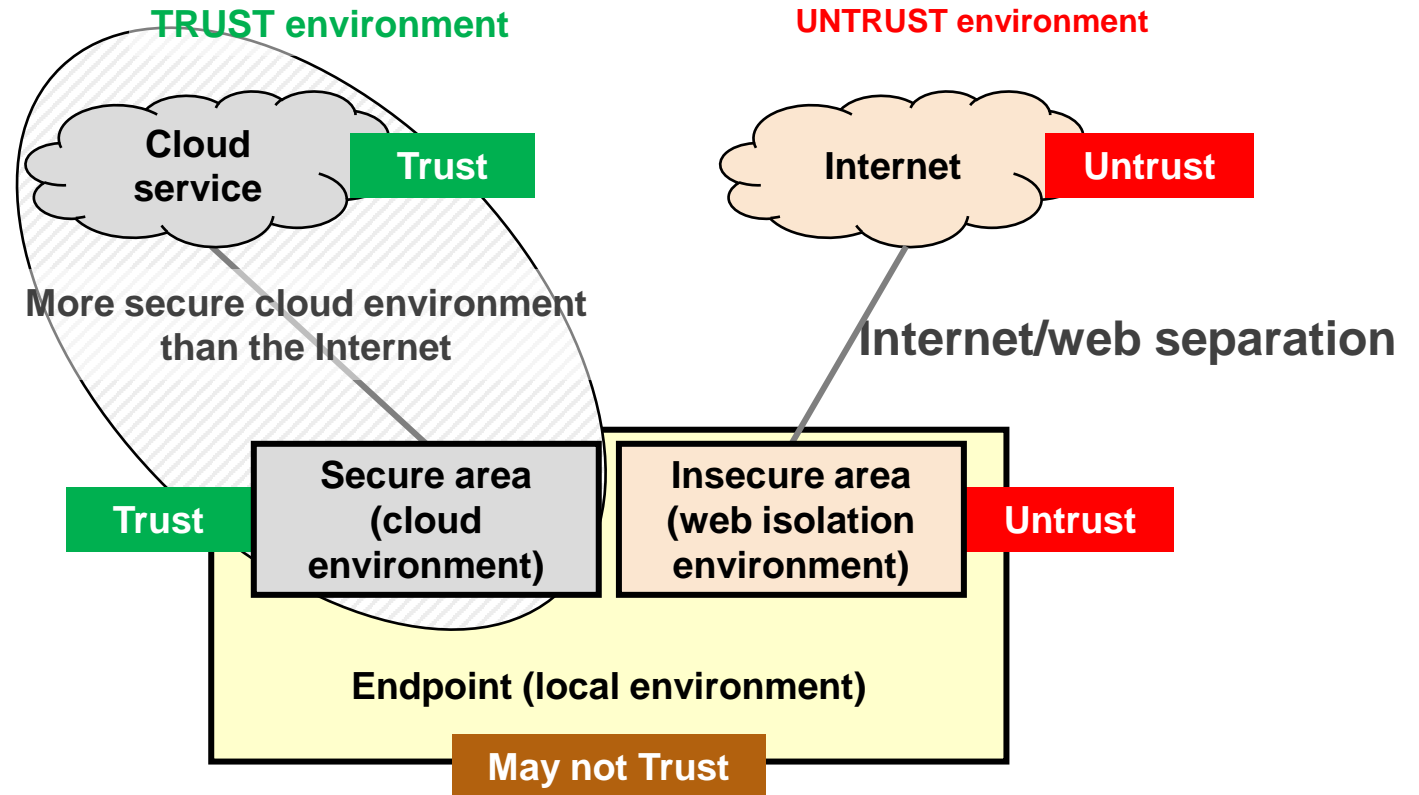 TRUST environment
UNTRUST environment
Cloud
service
Trust
Internet
Untrust
More secure cloud environment
than the Internet
Internet/web separation
Trust
Secure area
(cloud
environment)
Insecure area
(web isolation
environment)
Untrust
Endpoint (local environment)
May not Trust